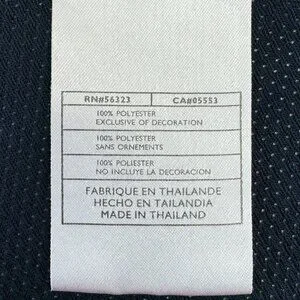 RN#56323 CA#05553
100% POLYESTER
EXCLUSIVE OF DECORATION
100% POLYESTER
SANS ORNEMENTS
100% POLIESTER
NO INCLUYE LA DECORACION
FABRIQUE EN THAILANDE
HECHO EN TAILANDIA
MADE IN THAILAND